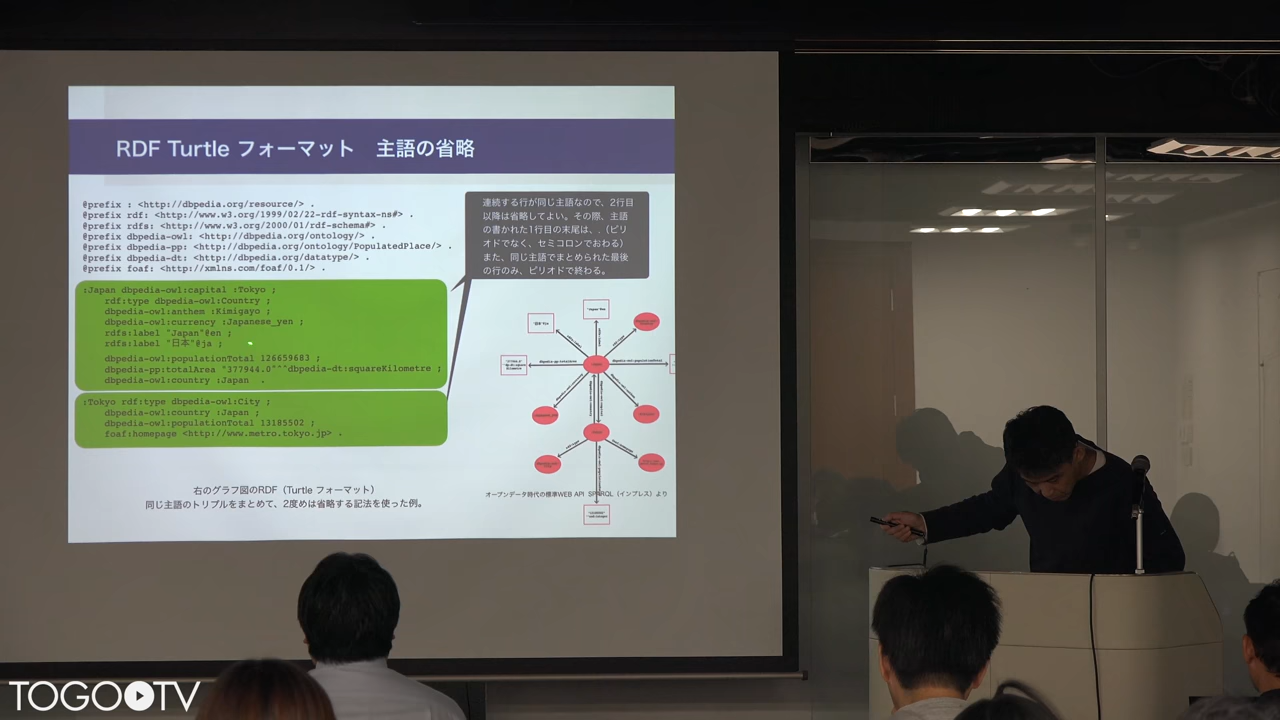 RDF Turtle フォーマット　主語の省略
@prefix : <http://dbpedia.org/resource/> .
@prefix rdf: <http://www.w3.org/1999/02/22-rdf-syntax-ns#> .
@prefix rdfs: <http://www.w3.org/2000/01/rdf-schema#> .
@prefix dbpedia-owl: <http://dbpedia.org/ontology/> .
@prefix dbpedia-pp: <http://dbpedia.org/ontology/PopulatedPlace/> .
@prefix dbpedia-dt: <http://dbpedia.org/datatype/> .
@prefix foaf: <http://xmlns.com/foaf/0.1/> .
:Japan dbpedia-owl:capital :Tokyo ;
rdf:type dbpedia-owl:Country ;
dbpedia-owl:anthem :Kimigayo ;
dbpedia-owl:currency :Japanese_yen ;
rdfs:label "Japan"@en ;
rdfs:label "日本"@ja ;
dbpedia-owl:populationTotal 126659683 ;
dbpedia-pp:totalArea "377944.0"^^dbpedia-dt:squareKilometre ;
dbpedia-owl:country :Japan .
:Tokyo rdf:type dbpedia-owl:City ;
dbpedia-owl:country :Japan ;
dbpedia-owl:populationTotal 13185502 ;
foaf:homepage <http://www.metro.tokyo.jp> .
連続する行が同じ主語なので、2行目
以降は省略してよい。その際、主語
の書かれた1行目の末尾は、.（ピリ
オドでなく、セミコロンでおわる）
また、同じ主語でまとめられた最後
の行のみ、ピリオドで終わる。
右のグラフ図のRDF（Turtle フォーマット）
同じ主語のトリプルをまとめて、2度めは省略する記法を使った例。
オープンデータ時代の標準WEB API SPARQL（インプレス）より
TOGOTV